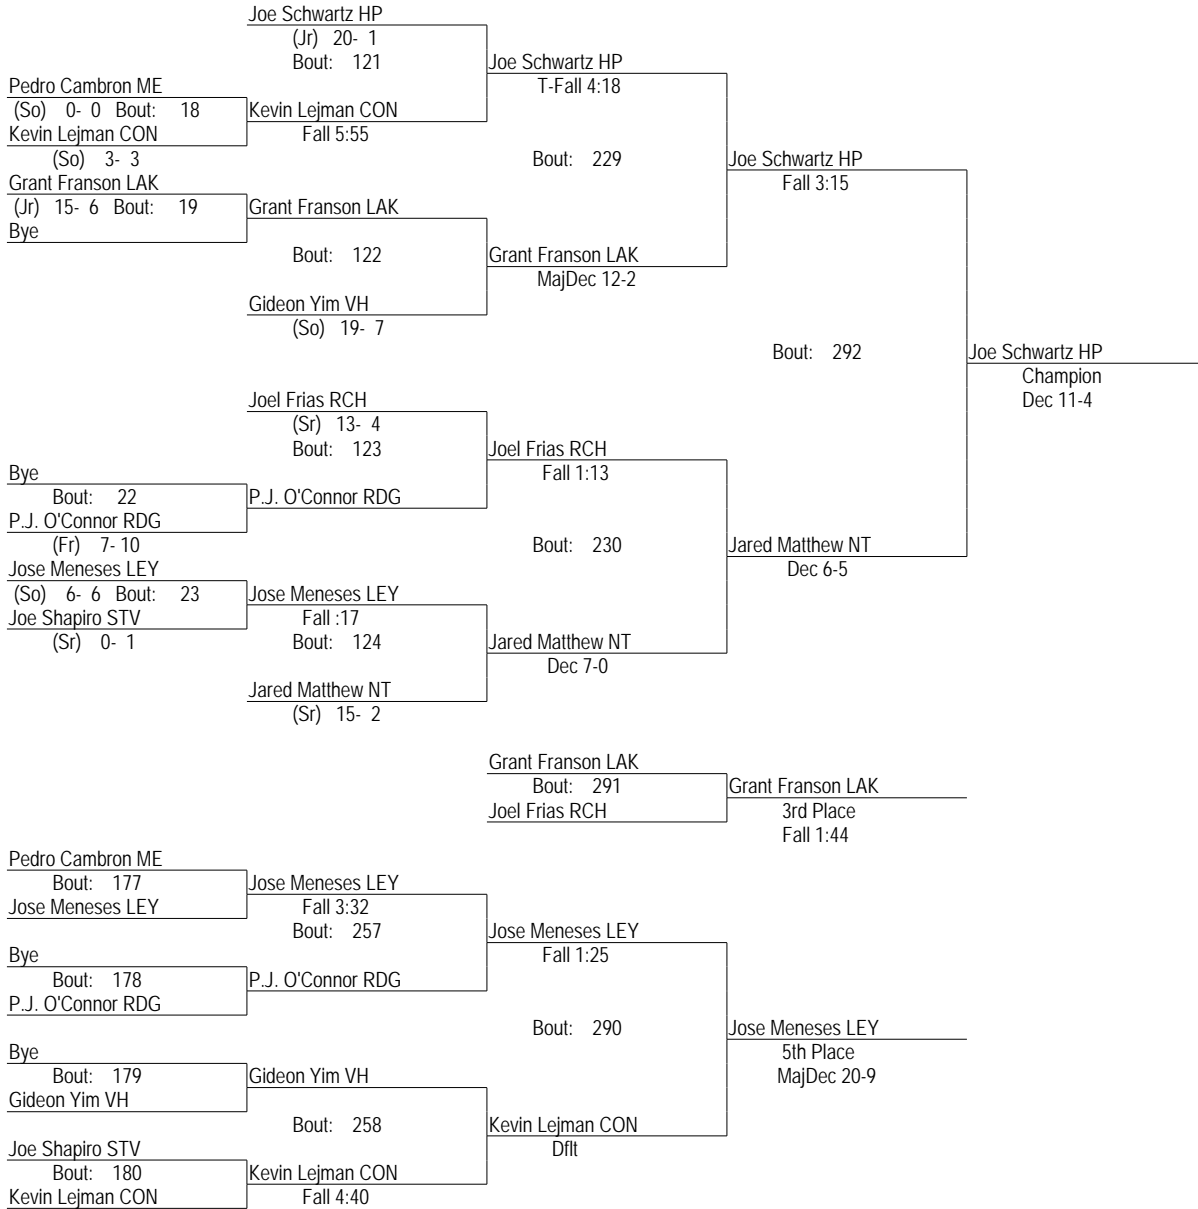 Joe Schwartz HP
(Jr) 20- 1
Bout: 121
Joe Schwartz HP
T-Fall 4:18
Pedro Cambron ME
(So) 0- 0 Bout: 18
Kevin Lejman CON
Kevin Lejman CON
Fall 5:55
(So) 3- 3
Bout: 229
Joe Schwartz HP
Fall 3:15
Grant Franson LAK
(Jr) 15- 6 Bout: 19
Grant Franson LAK
Bye
Bout: 122
Grant Franson LAK
MajDec 12-2
Gideon Yim VH
(So) 19- 7
Bout: 292
Joe Schwartz HP
Champion
Dec 11-4
Joel Frias RCH
(Sr) 13- 4
Bout: 123
Joel Frias RCH
Fall 1:13
Bye
Bout: 22
P.J. O'Connor RDG
P.J. O'Connor RDG
(Fr) 7- 10
Bout: 230
Jared Matthew NT
Dec 6-5
Jose Meneses LEY
(So) 6- 6 Bout: 23
Jose Meneses LEY
Joe Shapiro STV
Fall :17
(Sr) 0- 1
Bout: 124
Jared Matthew NT
Dec 7-0
Jared Matthew NT
(Sr) 15- 2
Grant Franson LAK
Bout: 291
Grant Franson LAK
Joel Frias RCH
3rd Place
Fall 1:44
Pedro Cambron ME
Bout: 177
Jose Meneses LEY
Jose Meneses LEY
Fall 3:32
Bout: 257
Jose Meneses LEY
Fall 1:25
Bye
Bout: 178
P.J. O'Connor RDG
P.J. O'Connor RDG
Bout: 290
Jose Meneses LEY
5th Place
MajDec 20-9
Bye
Bout: 179
Gideon Yim VH
Gideon Yim VH
Bout: 258
Kevin Lejman CON
Dflt
Joe Shapiro STV
Bout: 180
Kevin Lejman CON
Kevin Lejman CON
Fall 4:40